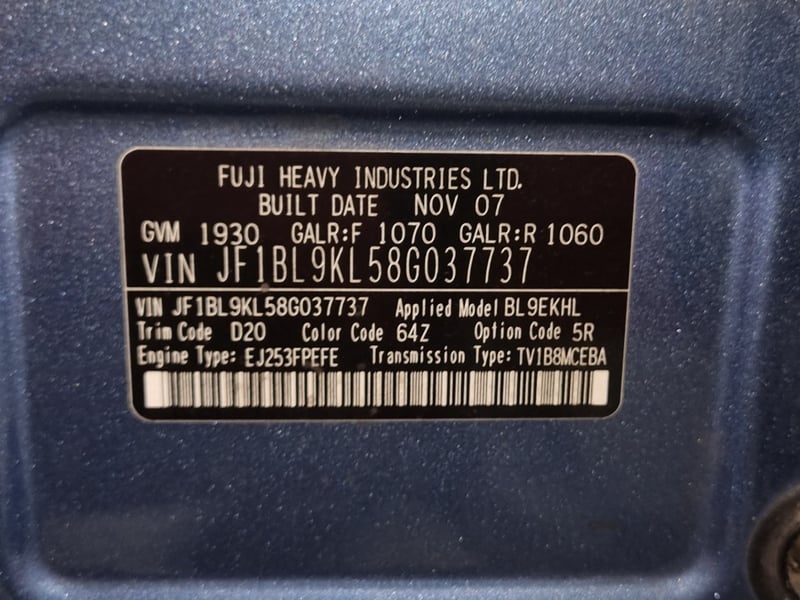 FUJI HEAVY INDUSTRIES LTD.
BUILT DATE NOV 07
GVM 1930 GALR:F 1070 GALR:R 1060
VIN JF1BL9KL58G037737
VIN JF1BL9KL58G037737 Applied Model BL9EKHL
Trim Code D20 Color Code 64Z Option Code 5R
Engine Type: EJ253FPEFE Transmission Type: TV1B8MCEBA